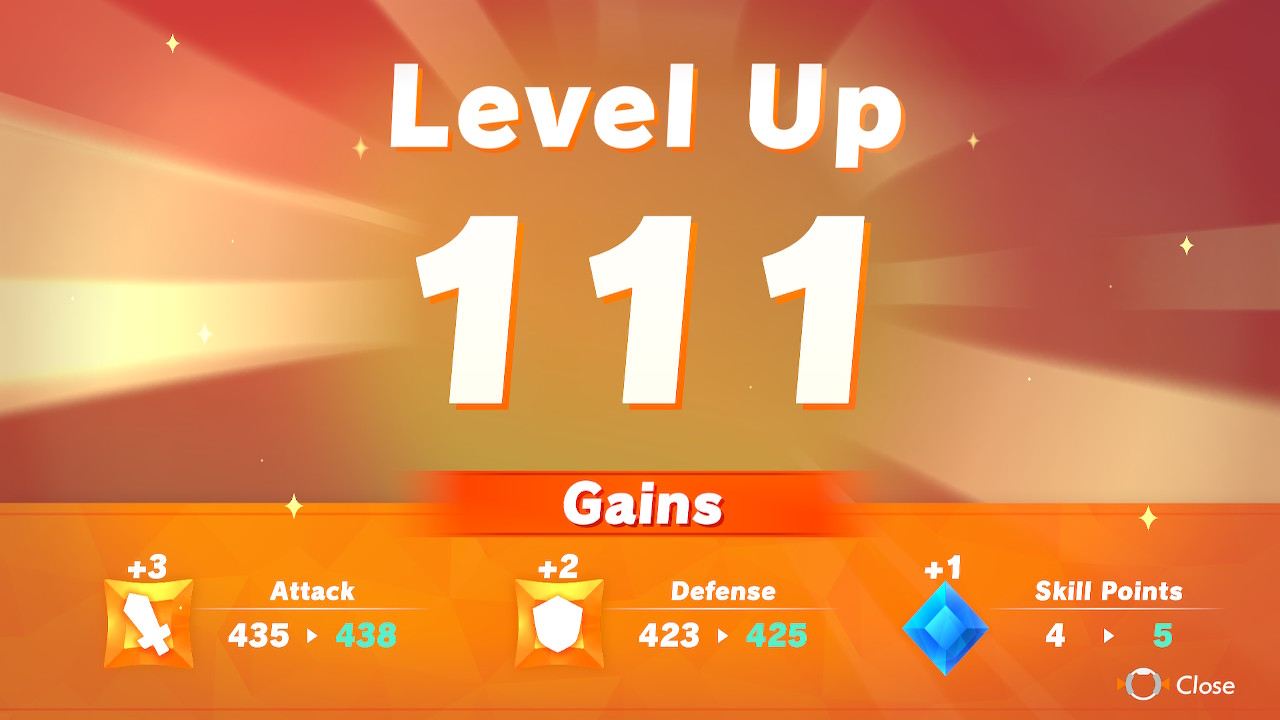 Level Up
111
Gains
+3
Attack
435 ▸ 438
+2
Defense
423 ▸ 425
+1
Skill Points
4 ▸ 5
Close